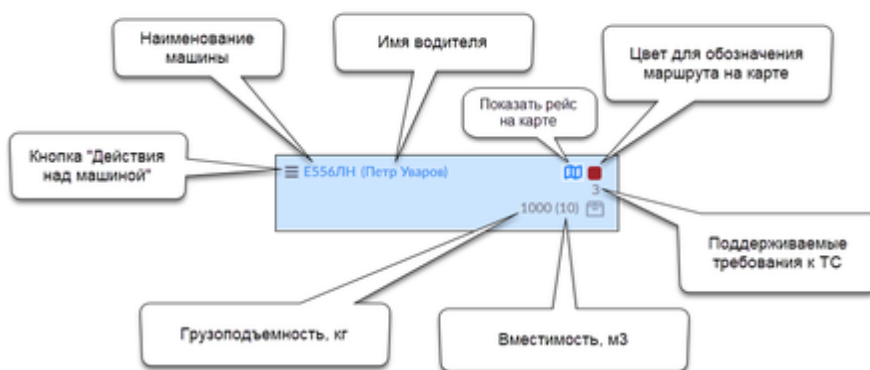 Наименование
машины
Имя водителя
Цвет для обозначения
маршрута на карте
Показать рейс
на карте
Кнопка "Действия
над машиной"
Е556ЛН (Петр Уваров)
3
1000 (10)
Поддерживаемые
требования к ТС
Грузоподъемность, кг
Вместимость, м3